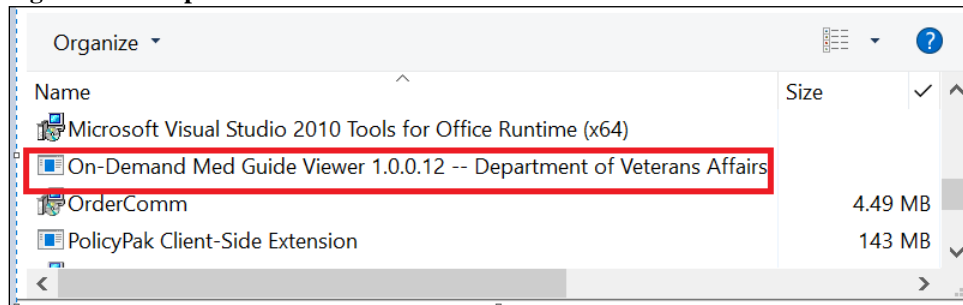 Organize
Name Size
Microsoft Visual Studio 2010 Tools for Office Runtime (x64)
On-Demand Med Guide Viewer 1.0.0.12 -- Department of Veterans Affairs
OrderComm 4.49 MB
PolicyPak Client-Side Extension 143 MB